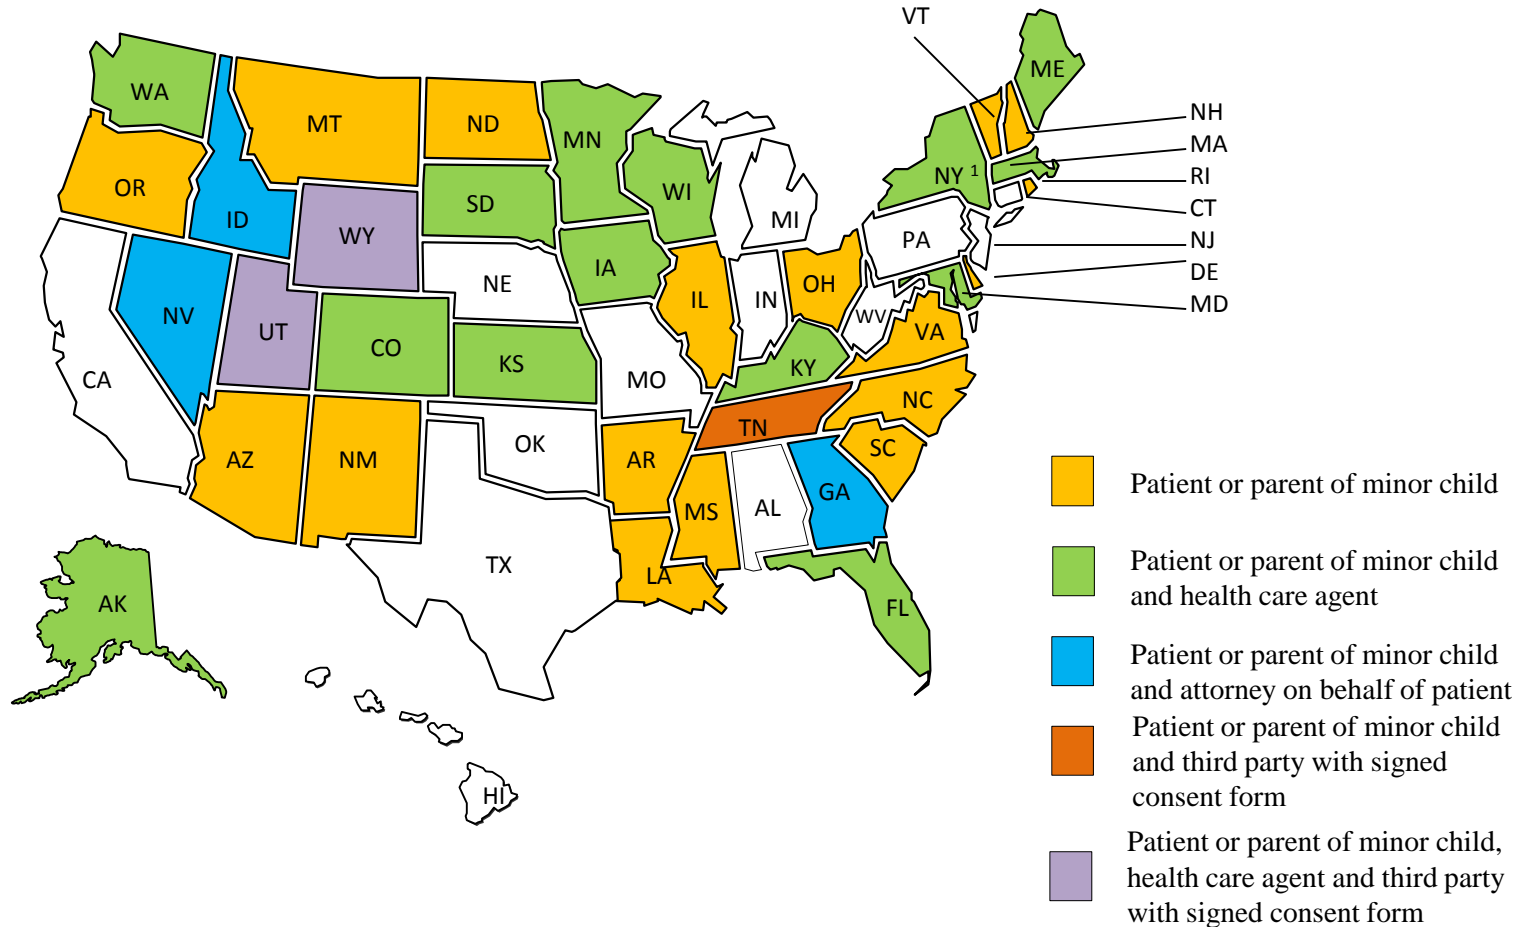 VT
ME
WA
MT
ND
MN
NH
MA
OR
SD
WI
NY 1
RI
ID
MI
CT
WY
PA
NJ
IA
NE
DE
IL
IN
OH
MD
NV
UT
CO
KS
WV
VA
CA
MO
KY
NC
TN
OK
SC
AZ
NM
AR
GA
MS
AL
TX
LA
AK
FL
HI
Patient or parent of minor child
Patient or parent of minor child
and health care agent
Patient or parent of minor child
and attorney on behalf of patient
Patient or parent of minor child
and third party with signed
consent form
Patient or parent of minor child,
health care agent and third party
with signed consent form